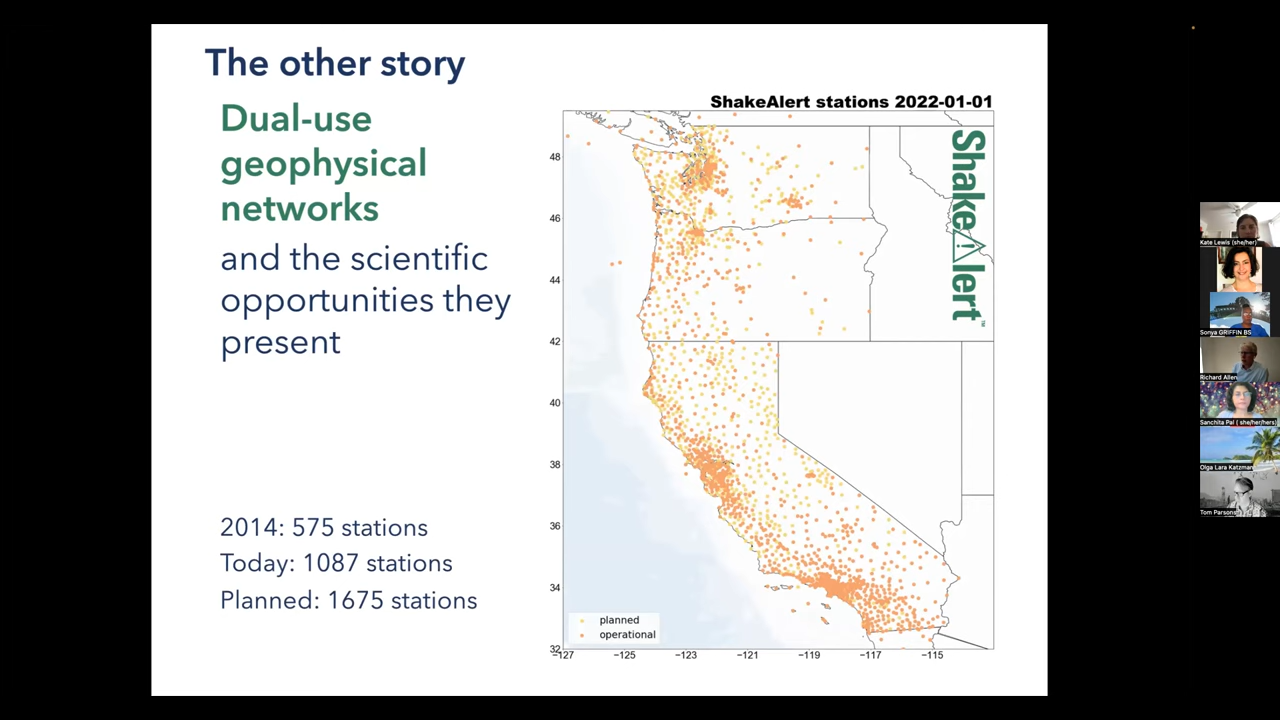 The other story
Dual-use
geophysical
networks
and the scientific
opportunities they
present
2014: 575 stations
Today: 1087 stations
Planned: 1675 stations
ShakeAlert stations 2022-01-01
ShakeAlert™
48
46
44
42
40
38
36
34
32
−127
−125
−123
−121
−119
−117
−115
planned
operational
Kate Lewis (she/her)
Sonya GRIFFIN BS
Richard Allen
Sanchita Pal ( she/her/hers)
Olga Lara Katzman
Tom Parsons